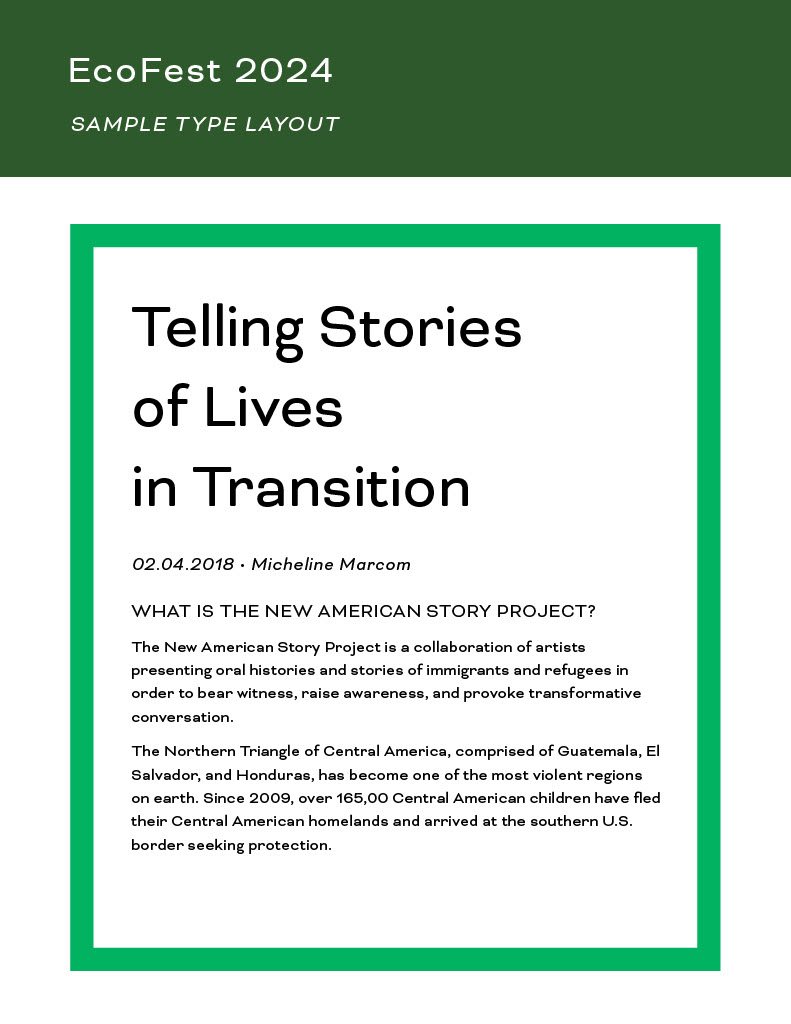 EcoFest 2024
SAMPLE TYPE LAYOUT
Telling Stories
of Lives
in Transition
02.04.2018 • Micheline Marcom
WHAT IS THE NEW AMERICAN STORY PROJECT?
The New American Story Project is a collaboration of artists
presenting oral histories and stories of immigrants and refugees in
order to bear witness, raise awareness, and provoke transformative
conversation.
The Northern Triangle of Central America, comprised of Guatemala, El
Salvador, and Honduras, has become one of the most violent regions
on earth. Since 2009, over 165,00 Central American children have fled
their Central American homelands and arrived at the southern U.S.
border seeking protection.